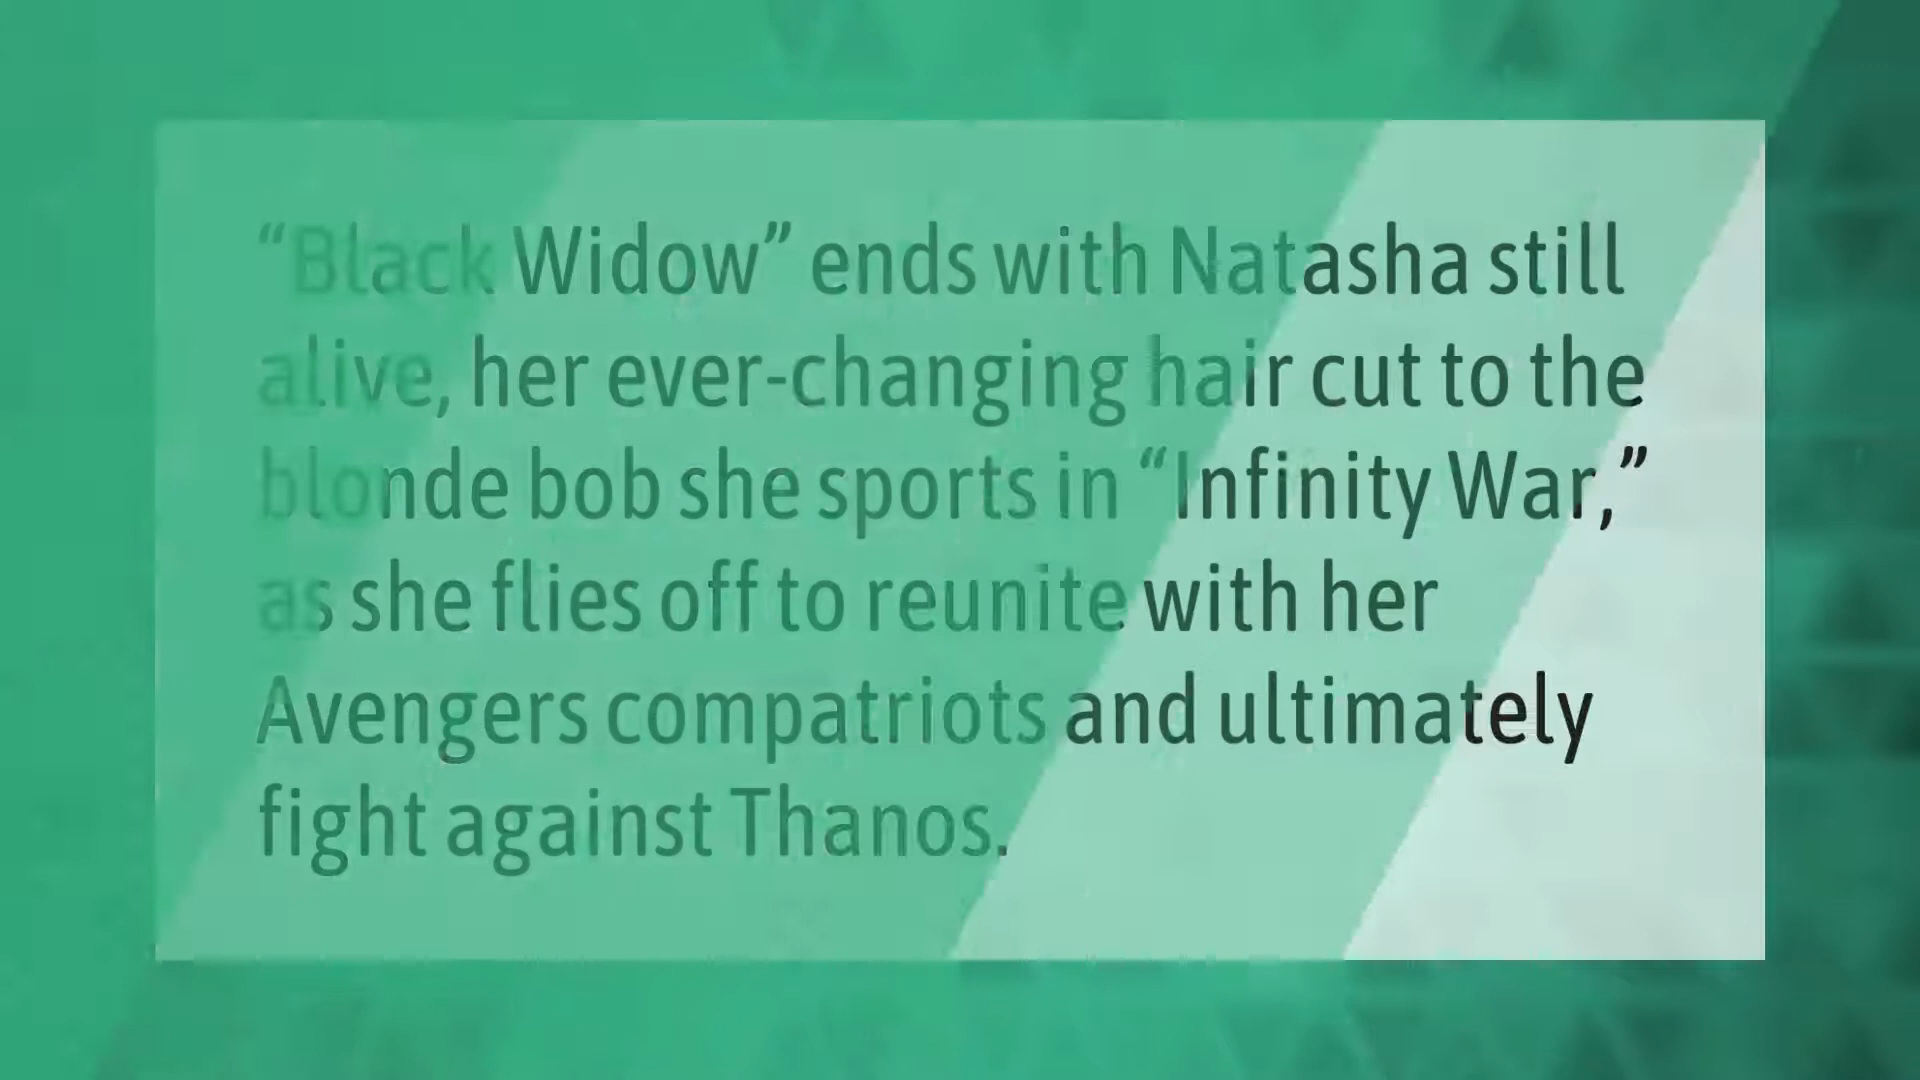 “Black Widow” ends with Natasha still
alive, her ever-changing hair cut to the
blonde bob she sports in “Infinity War,”
as she flies off to reunite with her
Avengers compatriots and ultimately
fight against Thanos.